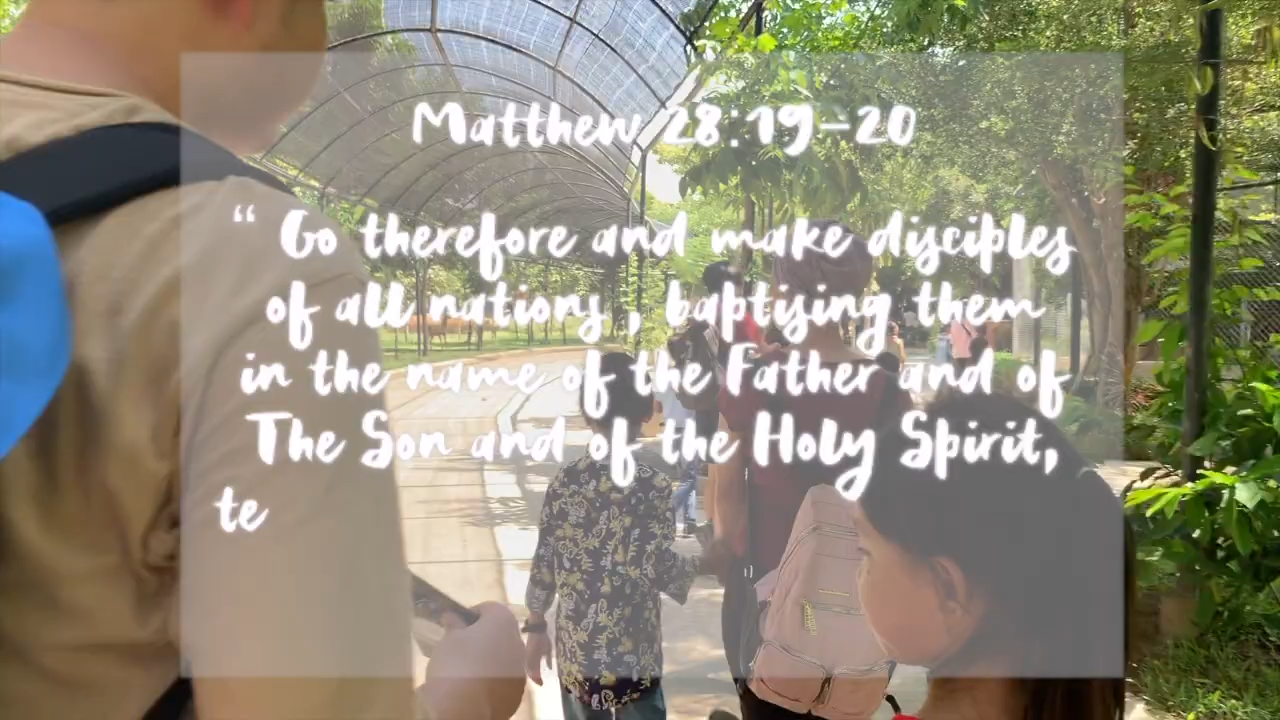 Matthew 28:19-20
“ Go therefore and make disciples
of all nations , baptising them
in the name of the Father and of
The Son and of the Holy Spirit,
te